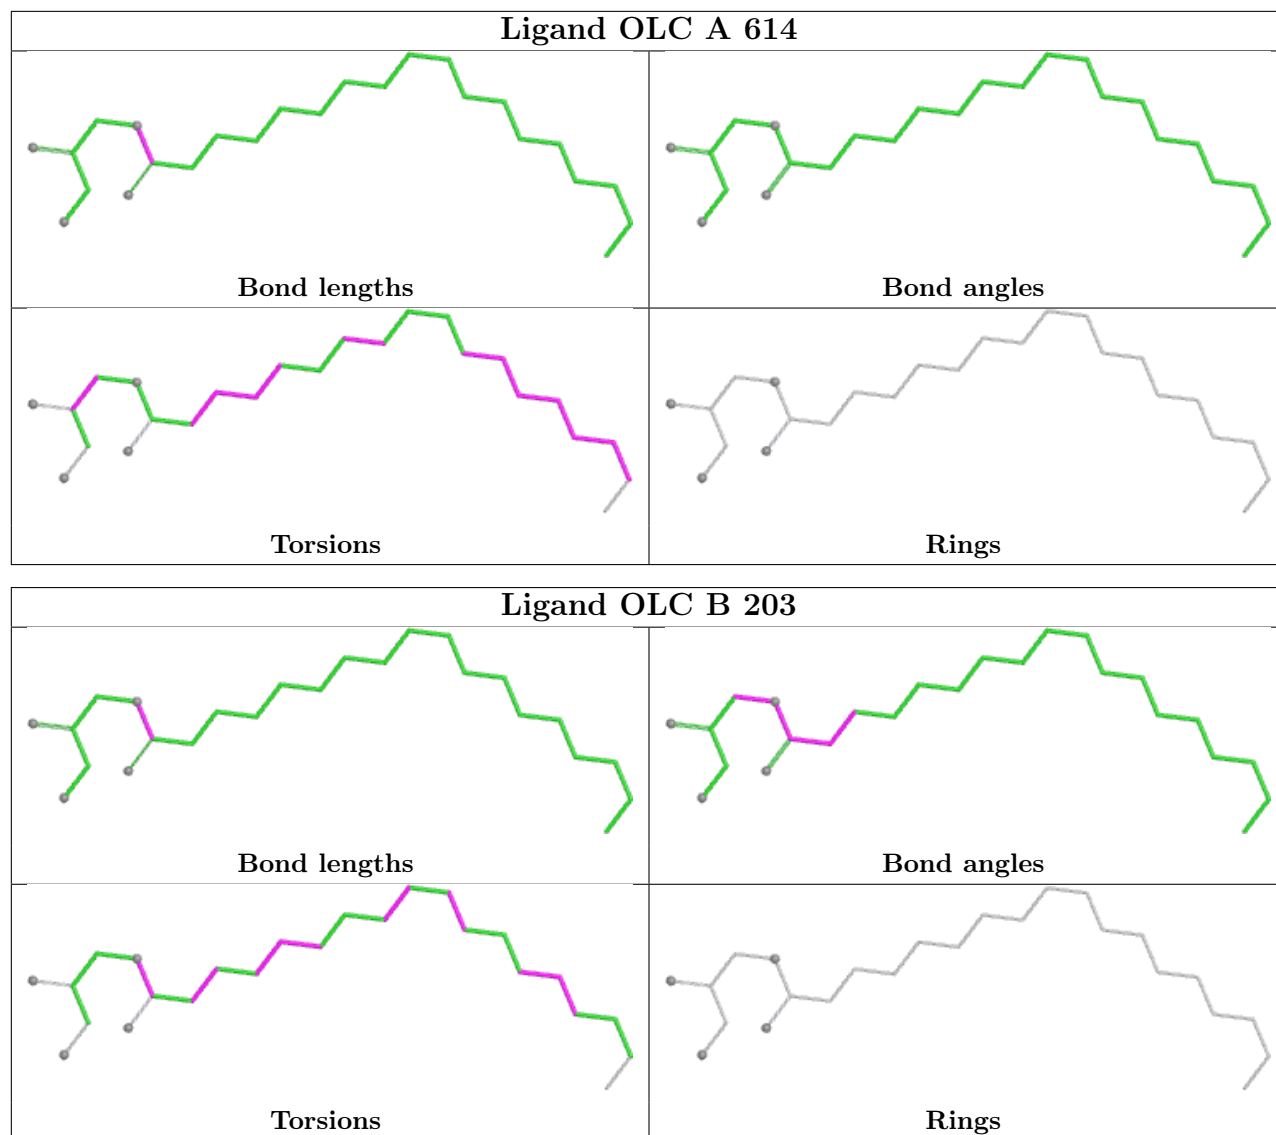 Ligand OLC A 614
Bond lengths
Bond angles
Torsions
Rings
Ligand OLC B 203
Bond lengths
Bond angles
Torsions
Rings